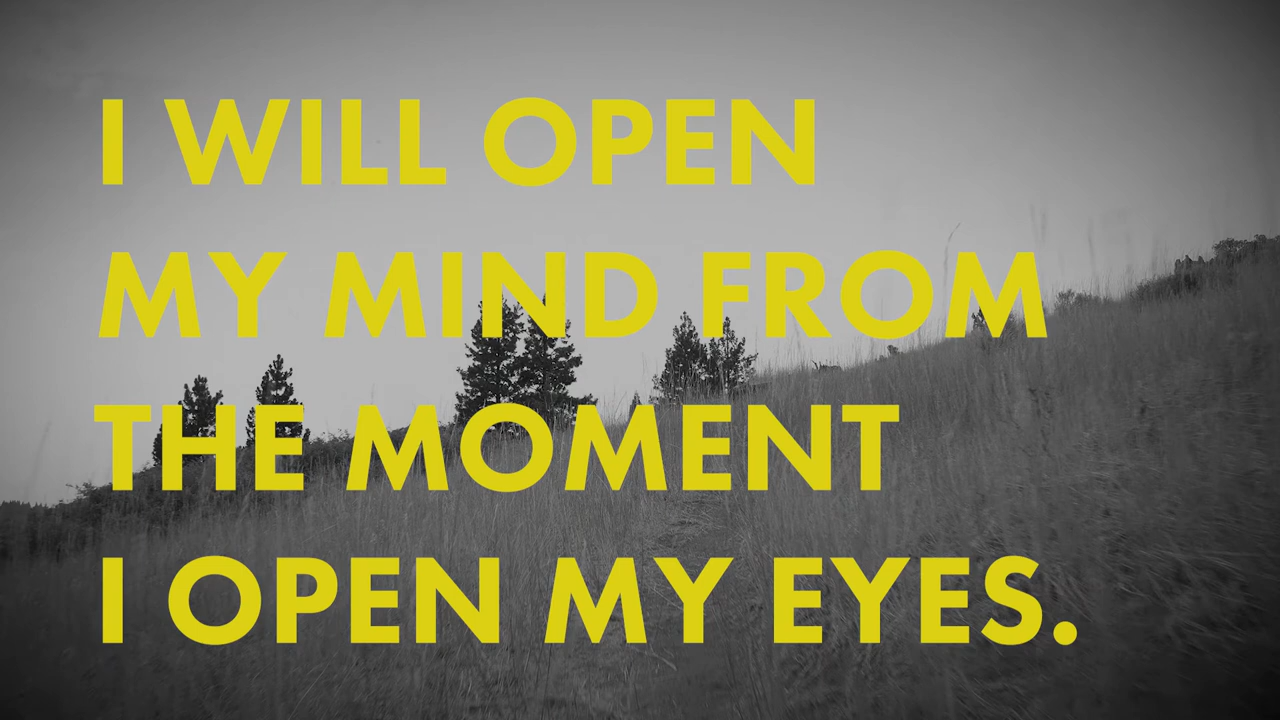 I WILL OPEN
MY MIND FROM
THE MOMENT
I OPEN MY EYES.